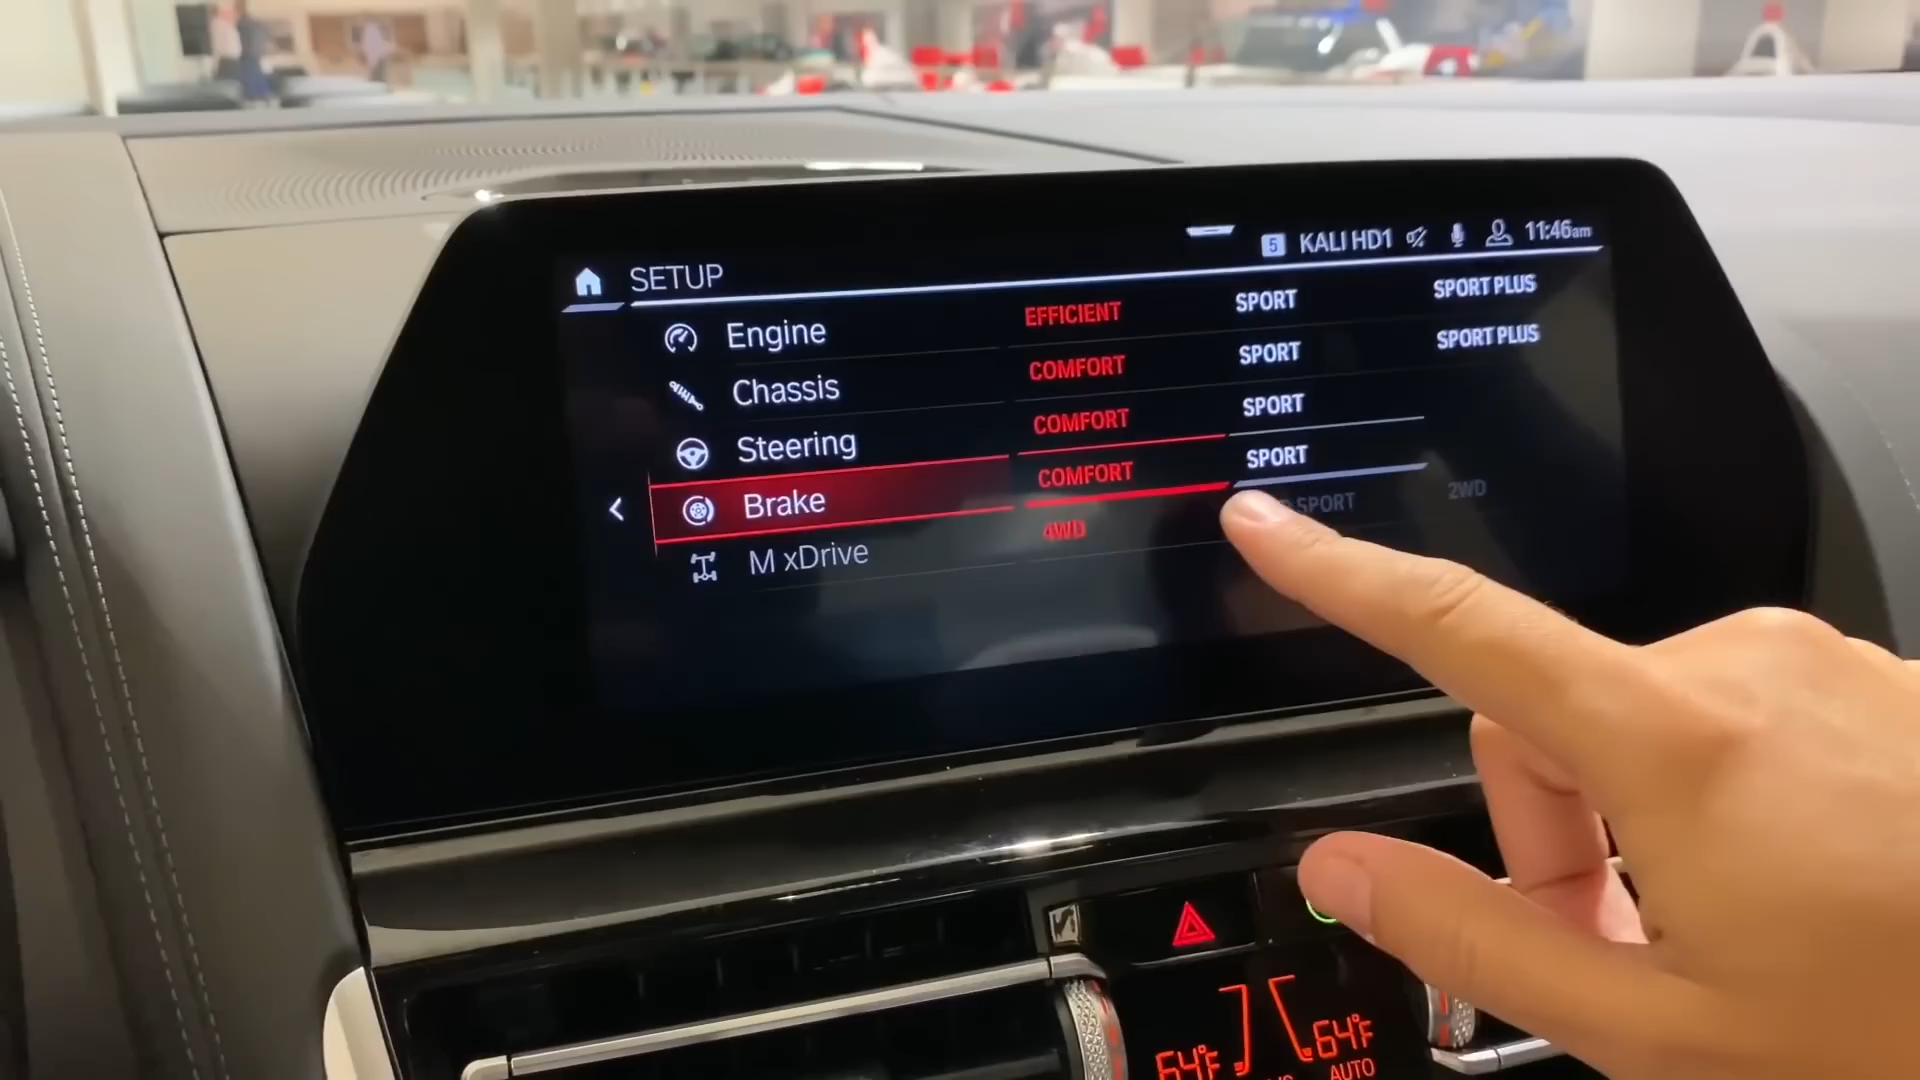 5 KALI HD1 11:46am
SETUP
Engine EFFICIENT SPORT SPORT PLUS
Chassis COMFORT SPORT SPORT PLUS
Steering COMFORT SPORT
Brake COMFORT SPORT
M xDrive 4WD SPORT 2WD
64°F 64°F
AUTO